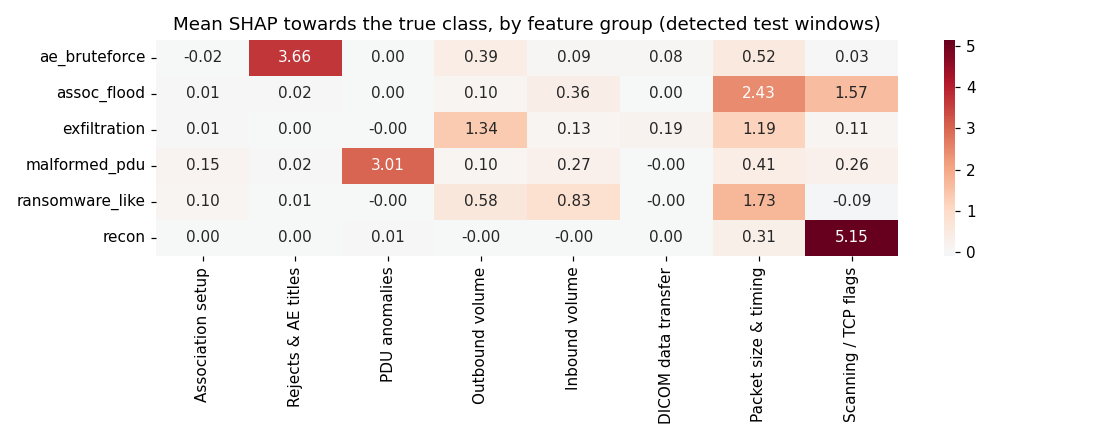 Mean SHAP towards the true class, by feature group (detected test windows)
ae_bruteforce -0.02 3.66 0.00 0.39 0.09 0.08 0.52 0.03
assoc_flood 0.01 0.02 0.00 0.10 0.36 0.00 2.43 1.57
exfiltration 0.01 0.00 -0.00 1.34 0.13 0.19 1.19 0.11
malformed_pdu 0.15 0.02 3.01 0.10 0.27 -0.00 0.41 0.26
ransomware_like 0.10 0.01 -0.00 0.58 0.83 -0.00 1.73 -0.09
recon 0.00 0.00 0.01 -0.00 -0.00 0.00 0.31 5.15
Association setup
Rejects & AE titles
PDU anomalies
Outbound volume
Inbound volume
DICOM data transfer
Packet size & timing
Scanning / TCP flags
5
4
3
2
1
0